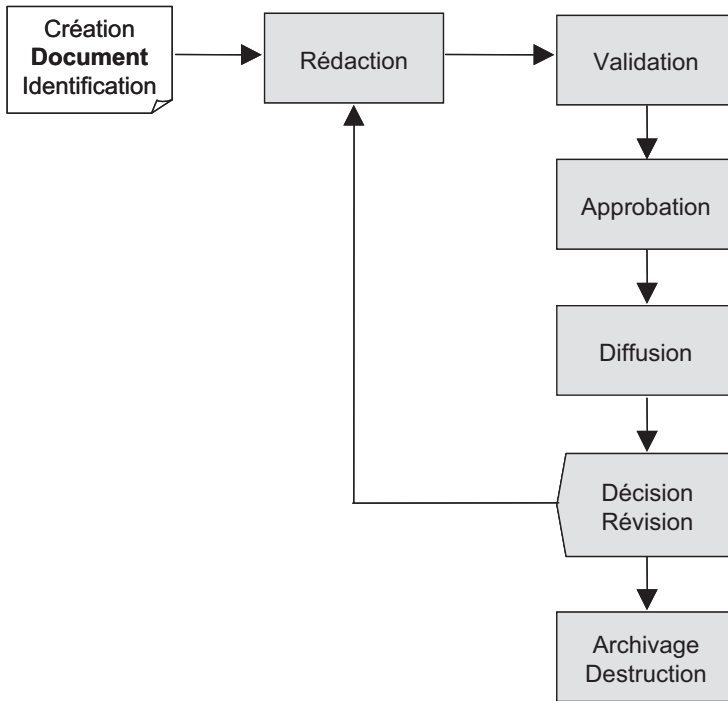 Création
Document
Identification
Rédaction
Validation
Approbation
Diffusion
Décision
Révision
Archivage
Destruction